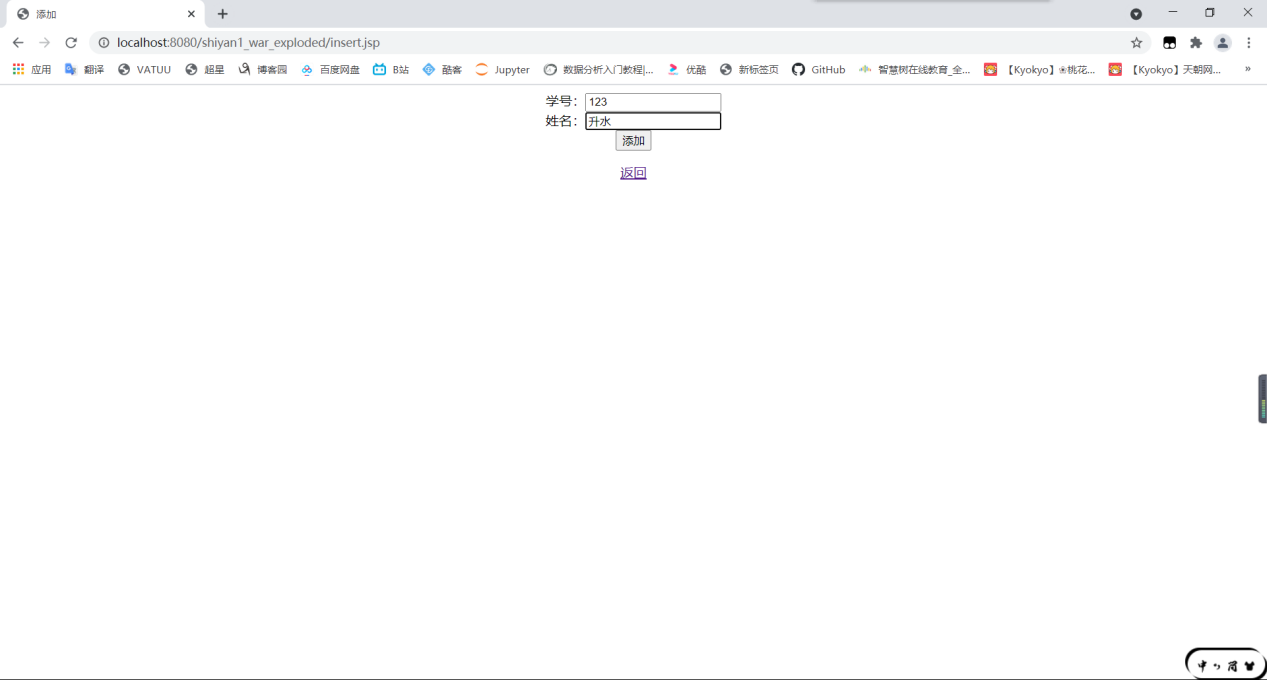 添加
localhost:8080/shiyan1_war_exploded/insert.jsp
应用 翻译 VATUU 超星 博客园 百度网盘 B站 酷客 Jupyter 数据分析入门教程|... 优酷 新标签页 GitHub 智慧树在线教育_全... 【Kyokyo】❀桃花... 【Kyokyo】天朝网... »
学号：123
姓名：升水
添加
返回
中 简